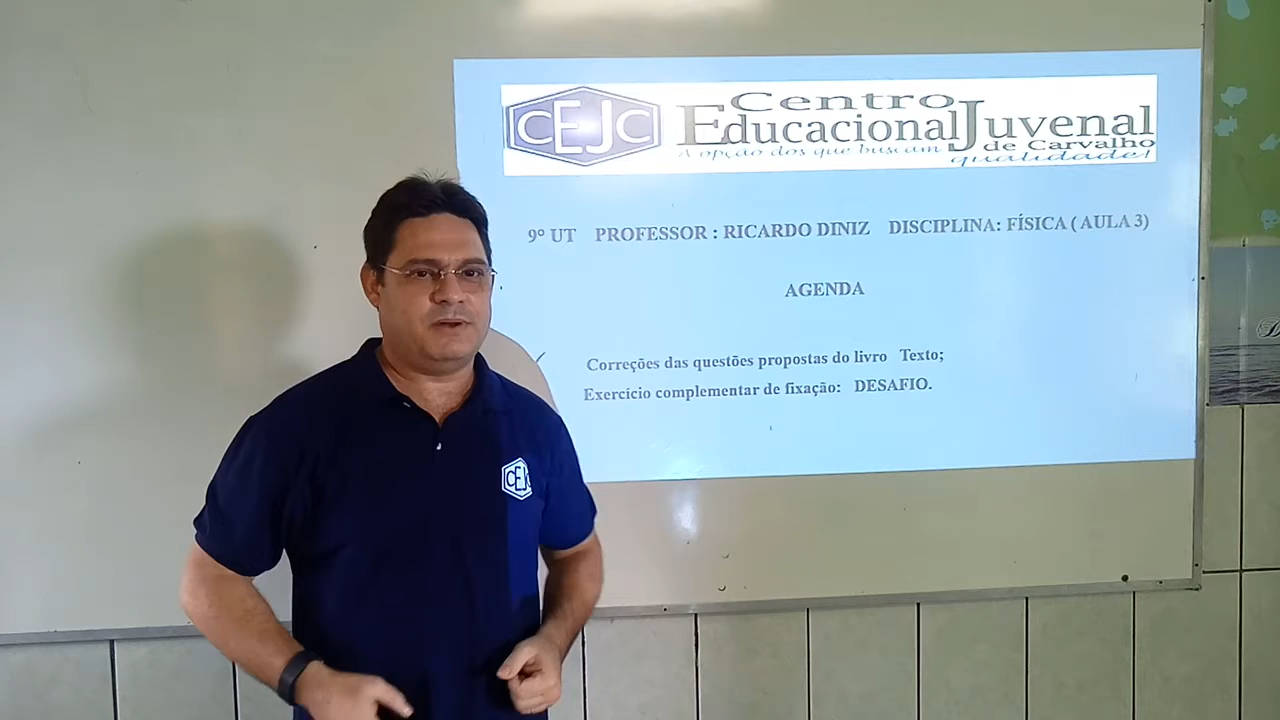 CEJC
Centro
Educacional Juvenal
de Carvalho
A opção dos que buscam
qualidade!
9º UT PROFESSOR : RICARDO DINIZ DISCIPLINA: FÍSICA ( AULA 3)
AGENDA
Correções das questões propostas do livro Texto;
Exercício complementar de fixação: DESAFIO.
CEJC